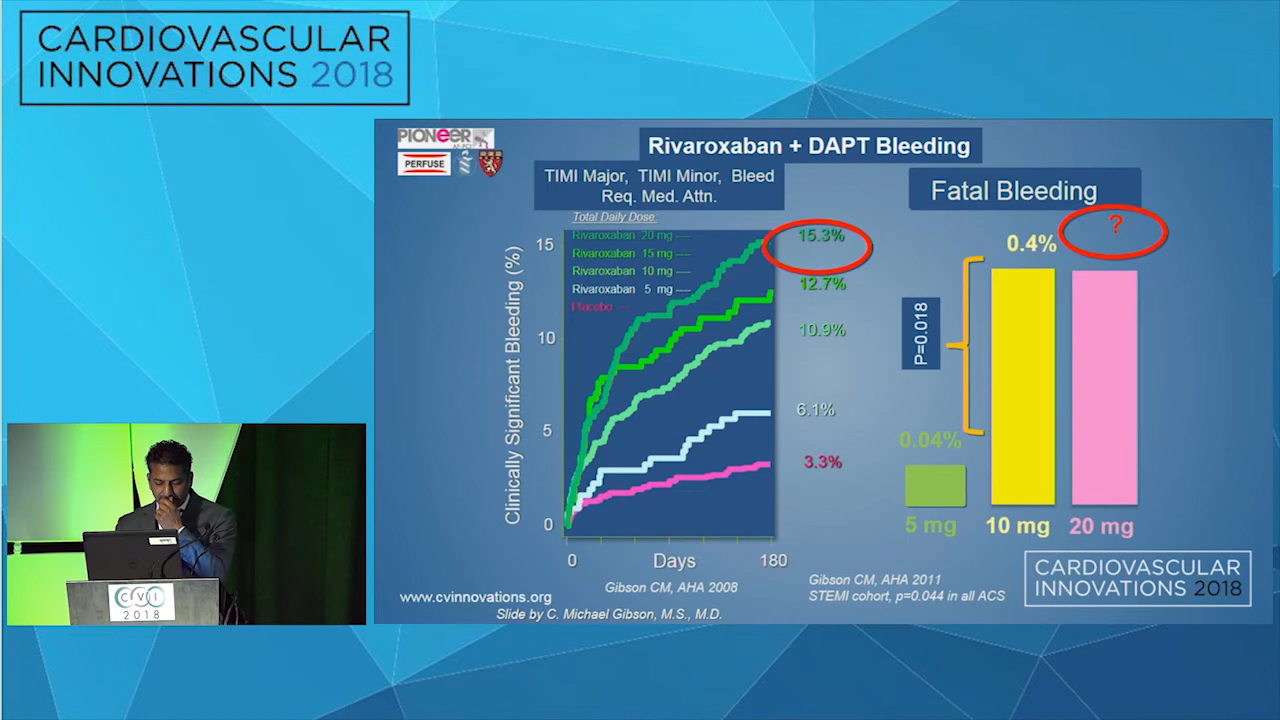 CARDIOVASCULAR
INNOVATIONS 2018
PIONEER
AF-PCI
PERFUSE
Rivaroxaban + DAPT Bleeding
TIMI Major, TIMI Minor, Bleed
Req. Med. Attn.
Fatal Bleeding
Total Daily Dose:
Rivaroxaban 20 mg
Rivaroxaban 15 mg
Rivaroxaban 10 mg
Rivaroxaban 5 mg
Placebo
Clinically Significant Bleeding (%)
15
10
5
0
15.3%
12.7%
10.9%
6.1%
3.3%
0
Days
180
?
0.4%
P=0.018
0.04%
5 mg
10 mg
20 mg
www.cvinnovations.org
Gibson CM, AHA 2008
Slide by C. Michael Gibson, M.S., M.D.
Gibson CM, AHA 2011
STEMI cohort, p=0.044 in all ACS
CARDIOVASCULAR
INNOVATIONS 2018
CVI
2018